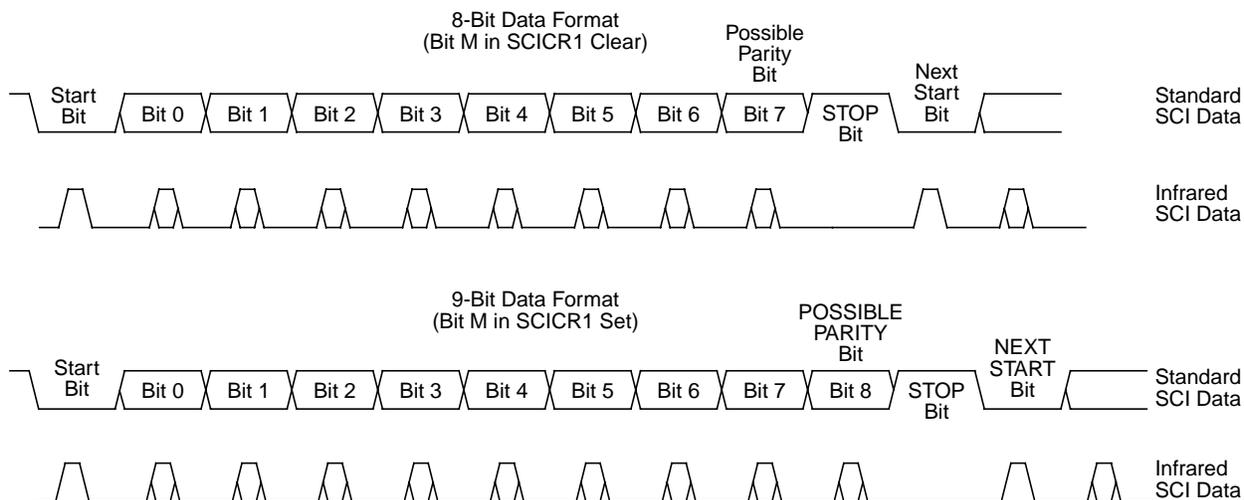 8-Bit Data Format
(Bit M in SCICR1 Clear)
Possible
Parity
Bit
Start
Bit
Bit 0
Bit 1
Bit 2
Bit 3
Bit 4
Bit 5
Bit 6
Bit 7
STOP
Bit
Next
Start
Bit
Standard
SCI Data
Infrared
SCI Data
9-Bit Data Format
(Bit M in SCICR1 Set)
POSSIBLE
PARITY
Bit
Start
Bit
Bit 0
Bit 1
Bit 2
Bit 3
Bit 4
Bit 5
Bit 6
Bit 7
Bit 8
STOP
Bit
NEXT
START
Bit
Standard
SCI Data
Infrared
SCI Data